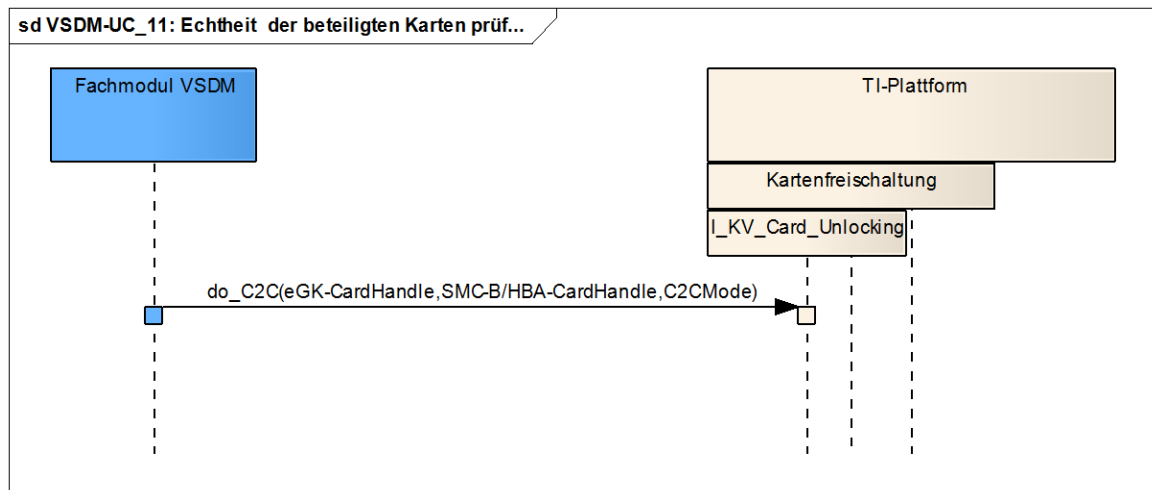 sd VSDM-UC_11: Echtheit  der beteiligten Karten prüf...
Fachmodul VSDM
TI-Plattform
Kartenfreischaltung
I_KV_Card_Unlocking
do_C2C(eGK-CardHandle,SMC-B/HBA-CardHandle,C2CMode)